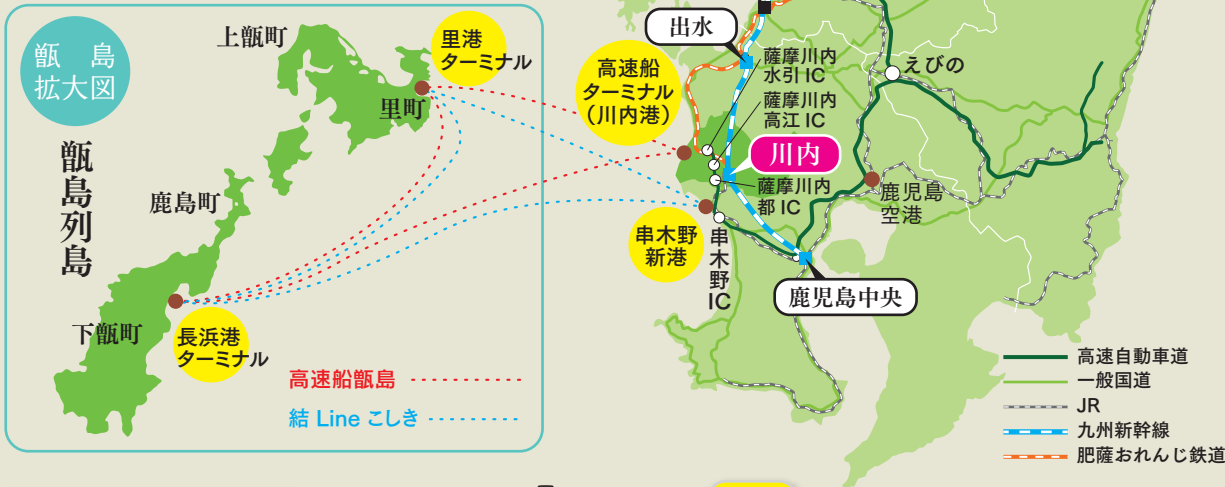 甑島
拡大図
甑島列島
上甑町
里港
ターミナル
里町
鹿島町
下甑町
長浜港
ターミナル
高速船甑島
結 Line こしき
高速船
ターミナル
(川内港)
串木野
新港
串木野IC
出水
薩摩川内
水引 IC
薩摩川内
高江 IC
川内
薩摩川内
都 IC
えびの
鹿児島
空港
鹿児島中央
高速自動車道
一般国道
JR
九州新幹線
肥薩おれんじ鉄道